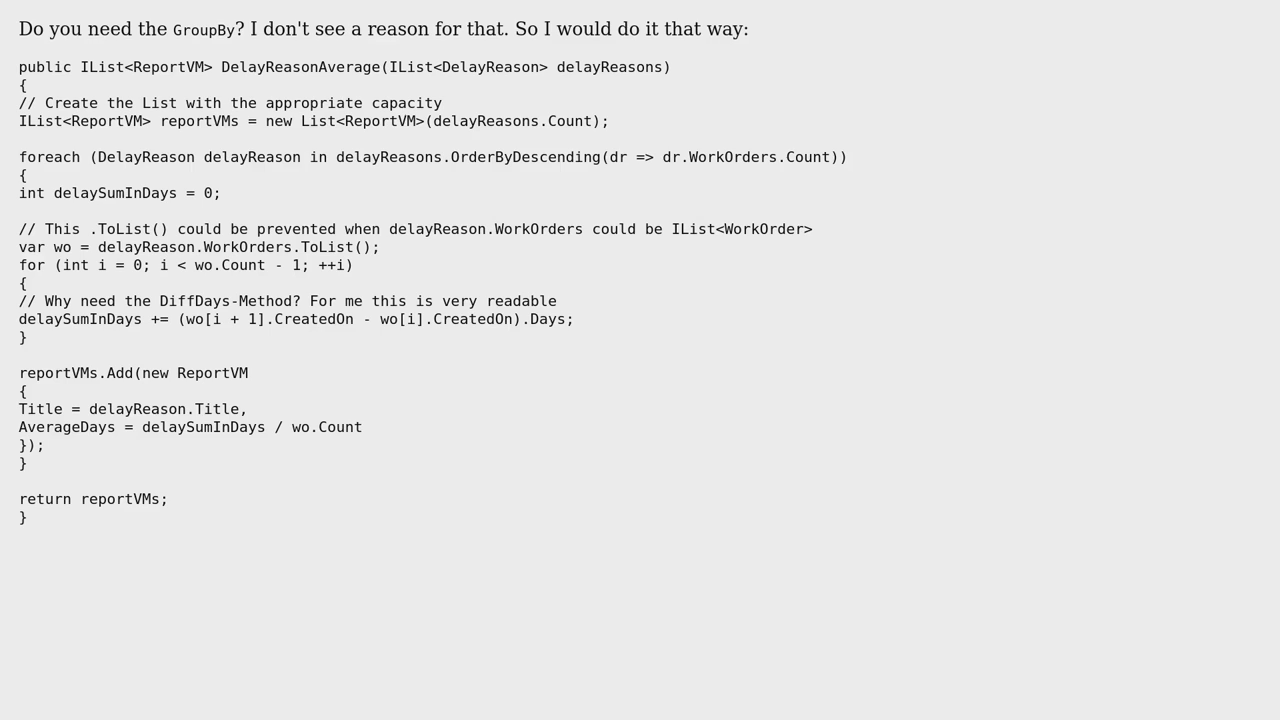 Do you need the GroupBy? I don't see a reason for that. So I would do it that way:
public IList<ReportVM> DelayReasonAverage(IList<DelayReason> delayReasons)
{
// Create the List with the appropriate capacity
IList<ReportVM> reportVMs = new List<ReportVM>(delayReasons.Count);
foreach (DelayReason delayReason in delayReasons.OrderByDescending(dr => dr.WorkOrders.Count))
{
int delaySumInDays = 0;
// This .ToList() could be prevented when delayReason.WorkOrders could be IList<WorkOrder>
var wo = delayReason.WorkOrders.ToList();
for (int i = 0; i < wo.Count - 1; ++i)
{
// Why need the DiffDays-Method? For me this is very readable
delaySumInDays += (wo[i + 1].CreatedOn - wo[i].CreatedOn).Days;
}
reportVMs.Add(new ReportVM
{
Title = delayReason.Title,
AverageDays = delaySumInDays / wo.Count
});
}
return reportVMs;
}